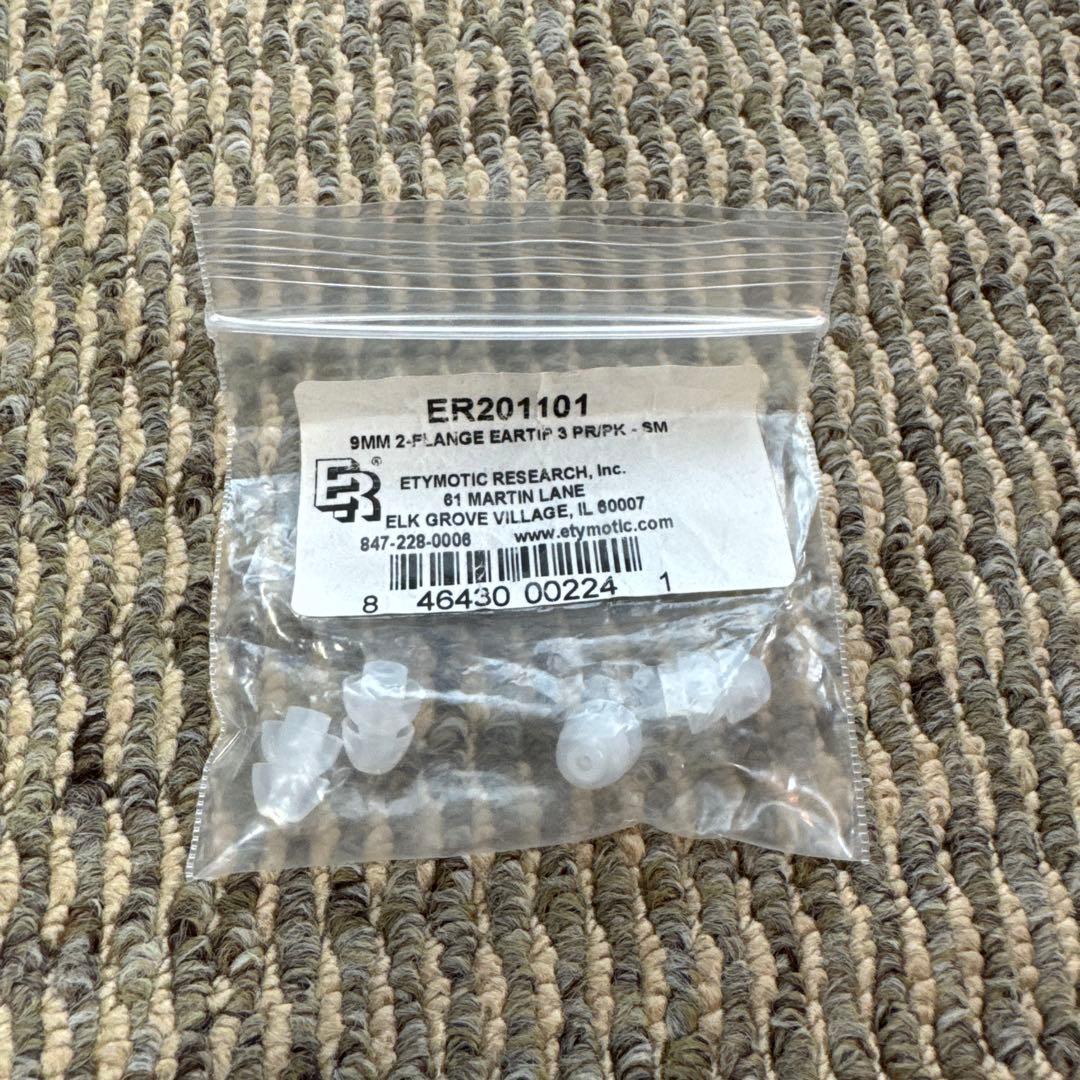 ER201101
9MM 2-FLANGE EARTIP 3 PR/PK - SM
ER®
ETYMOTIC RESEARCH, Inc.
61 MARTIN LANE
ELK GROVE VILLAGE, IL 60007
847-228-0006 www.etymotic.com
8 46430 00224 1